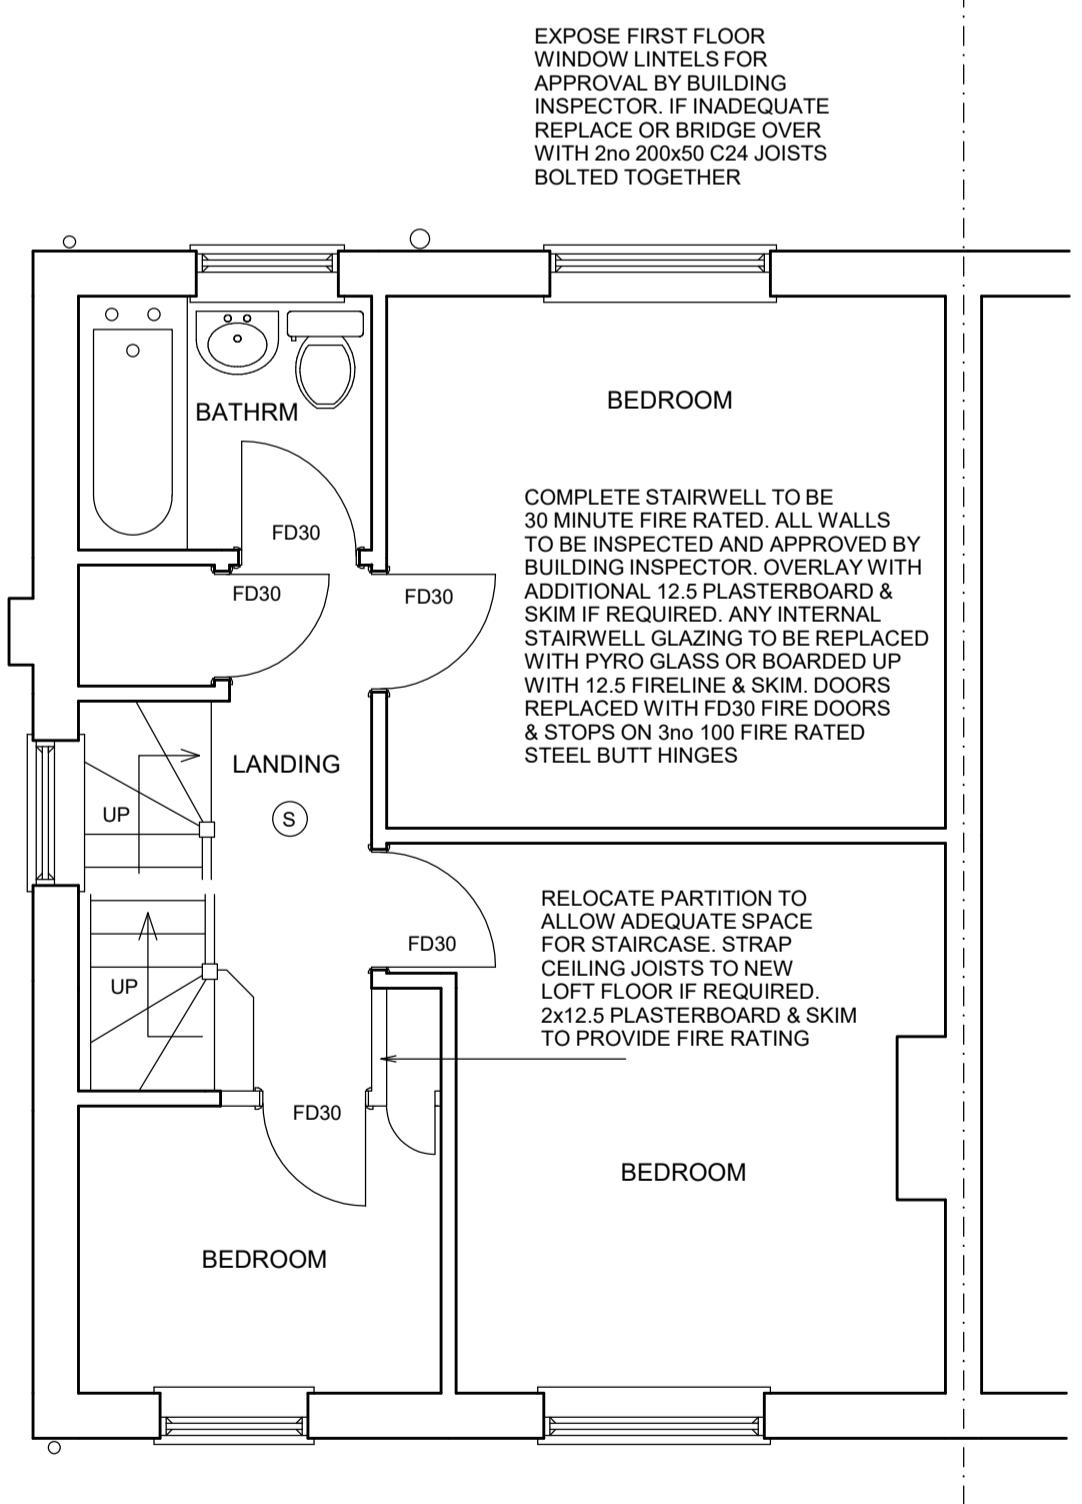 EXPOSE FIRST FLOOR
WINDOW LINTELS FOR
APPROVAL BY BUILDING
INSPECTOR. IF INADEQUATE
REPLACE OR BRIDGE OVER
WITH 2no 200x50 C24 JOISTS
BOLTED TOGETHER
BATHRM
BEDROOM
COMPLETE STAIRWELL TO BE
30 MINUTE FIRE RATED. ALL WALLS
TO BE INSPECTED AND APPROVED BY
BUILDING INSPECTOR. OVERLAY WITH
ADDITIONAL 12.5 PLASTERBOARD &
SKIM IF REQUIRED. ANY INTERNAL
STAIRWELL GLAZING TO BE REPLACED
WITH PYRO GLASS OR BOARDED UP
WITH 12.5 FIRELINE & SKIM. DOORS
REPLACED WITH FD30 FIRE DOORS
& STOPS ON 3no 100 FIRE RATED
STEEL BUTT HINGES
FD30
FD30
FD30
LANDING
UP
S
FD30
RELOCATE PARTITION TO
ALLOW ADEQUATE SPACE
FOR STAIRCASE. STRAP
CEILING JOISTS TO NEW
LOFT FLOOR IF REQUIRED.
2x12.5 PLASTERBOARD & SKIM
TO PROVIDE FIRE RATING
UP
FD30
BEDROOM
BEDROOM